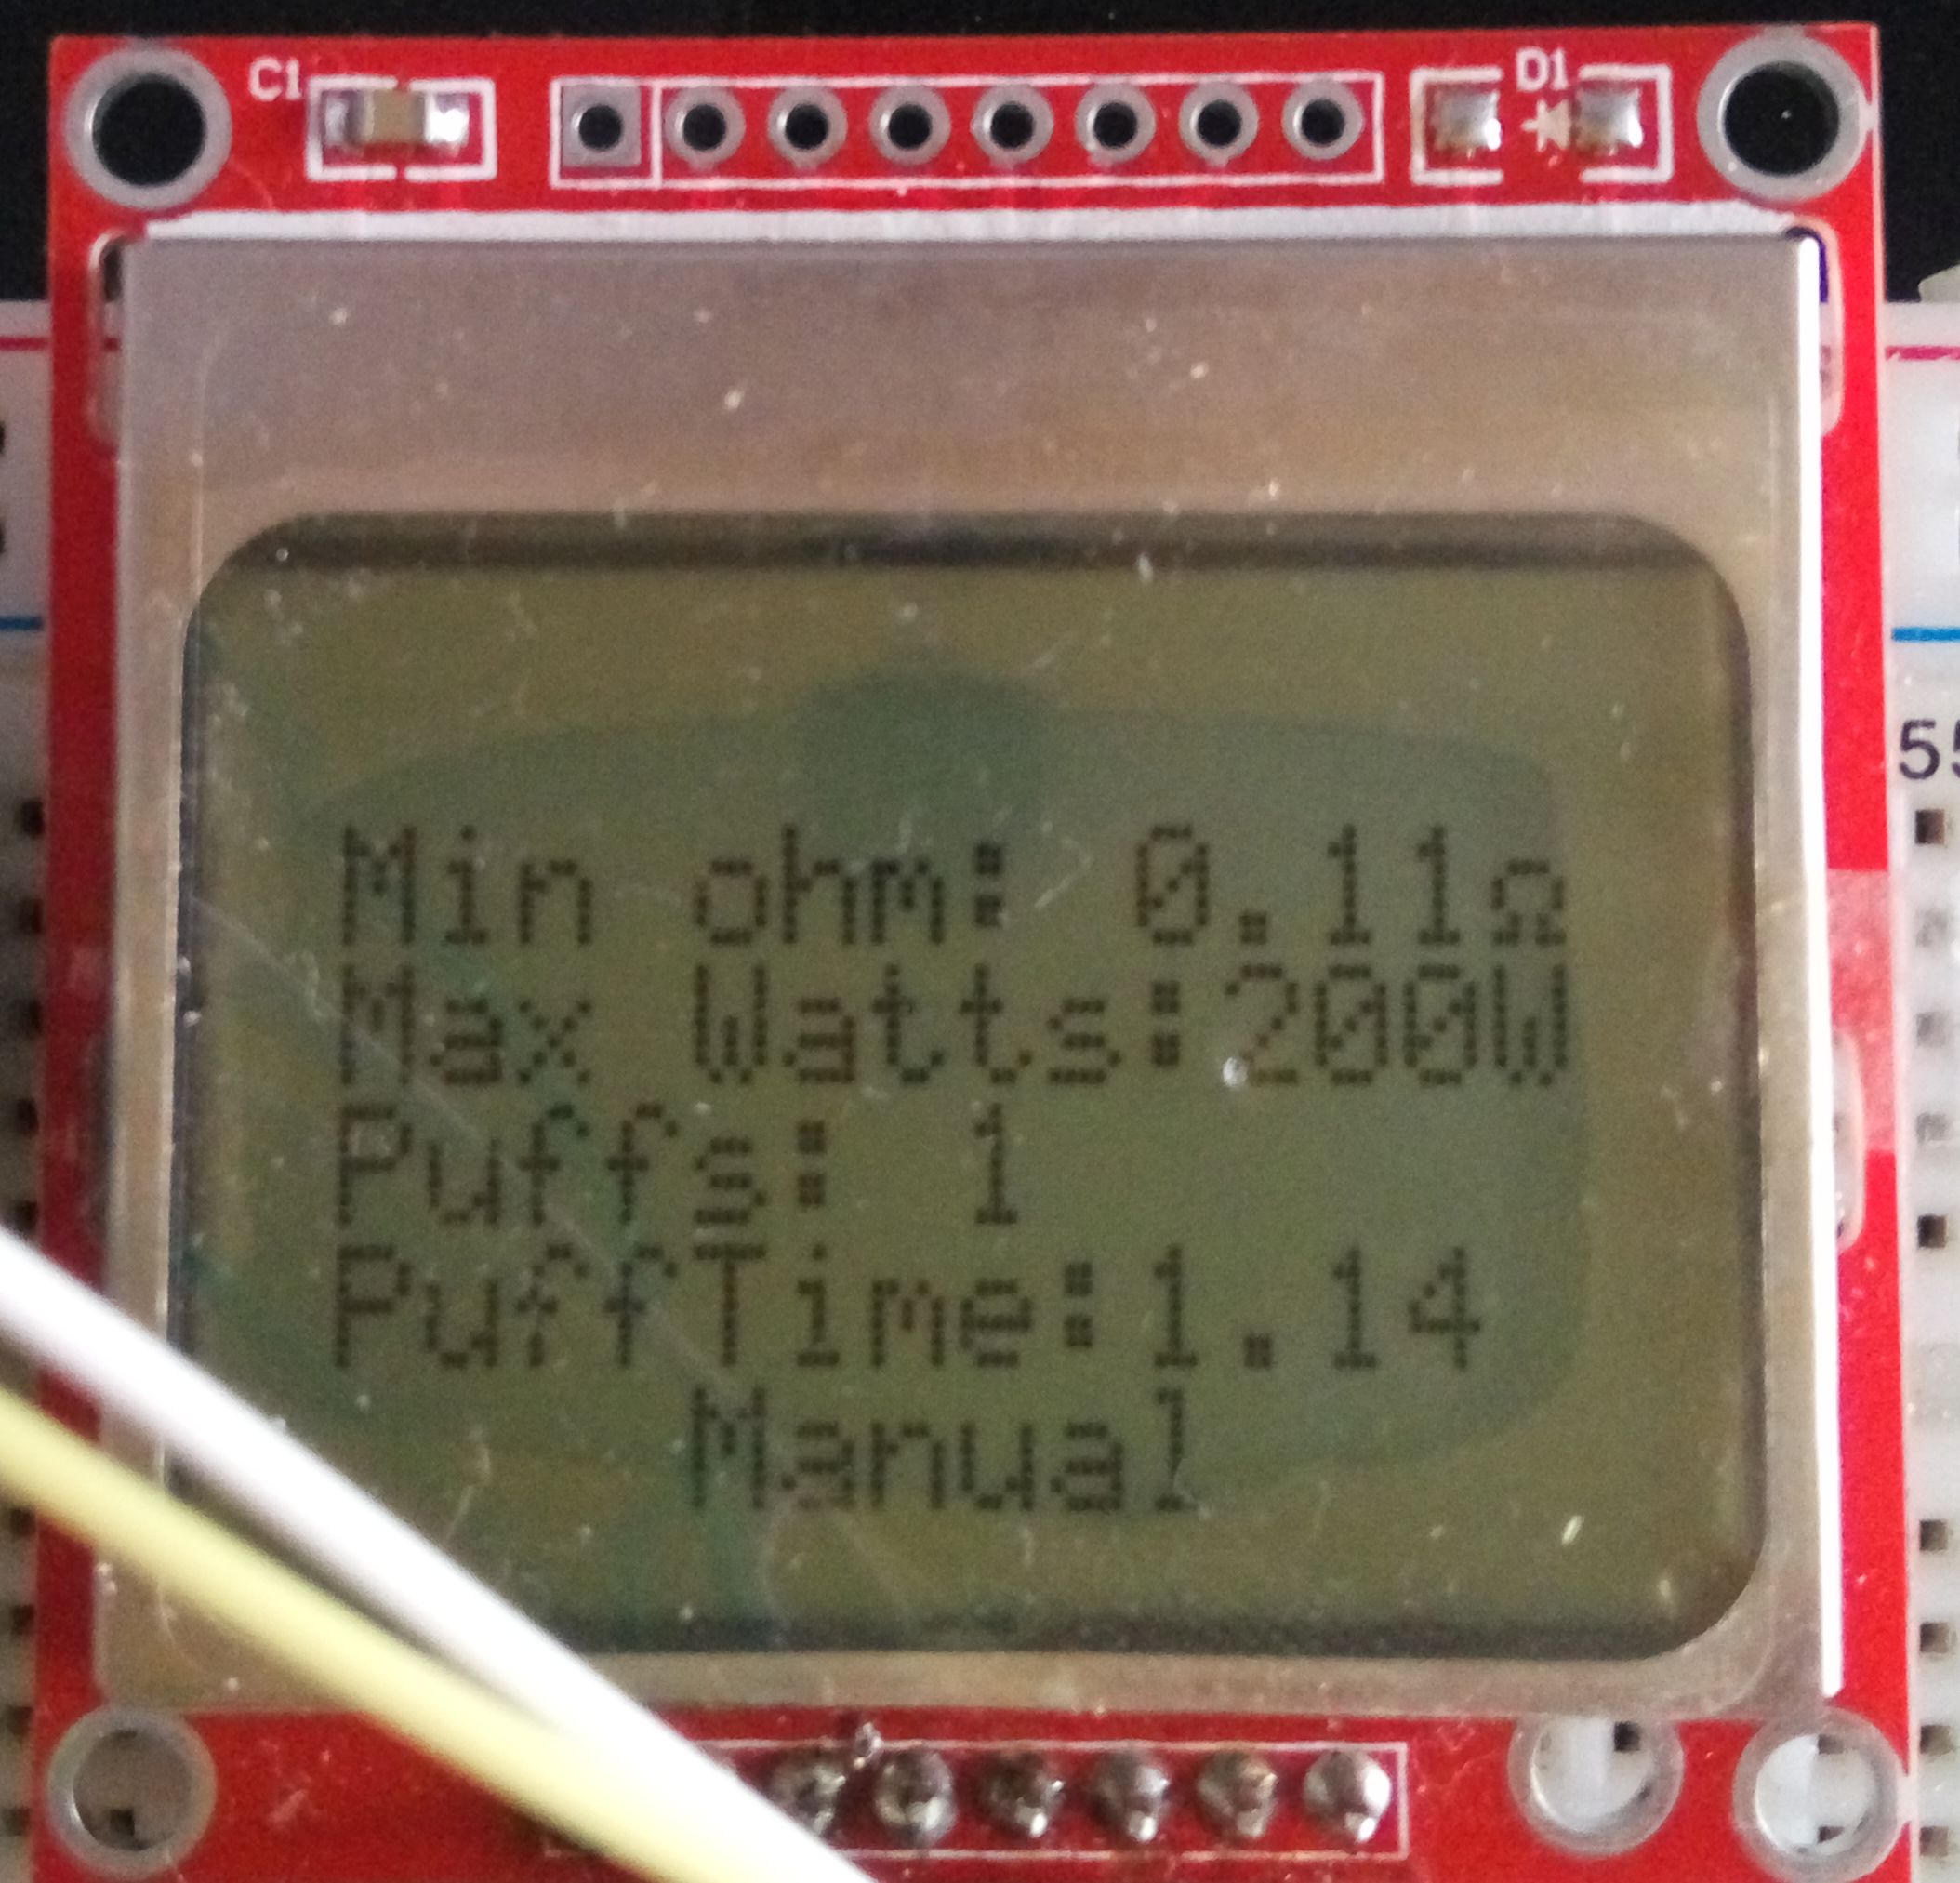 C1
D1
Min ohm: 0.11Ω
Max Watts:200W
Puffs: 1
PuffTime:1.14
Manual